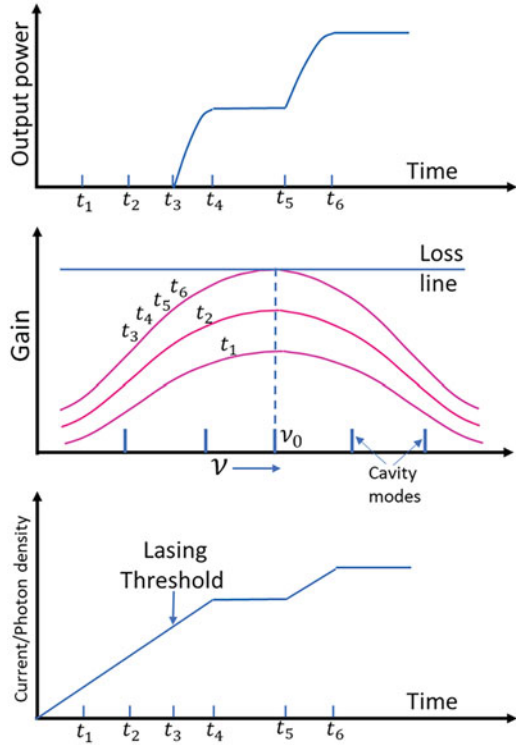 Output power
Time
t₁ t₂ t₃ t₄ t₅ t₆
Loss
line
Gain
t₆
t₅
t₄
t₃
t₂
t₁
ν₀
ν
Cavity
modes
Current/Photon density
Lasing
Threshold
Time
t₁ t₂ t₃ t₄ t₅ t₆